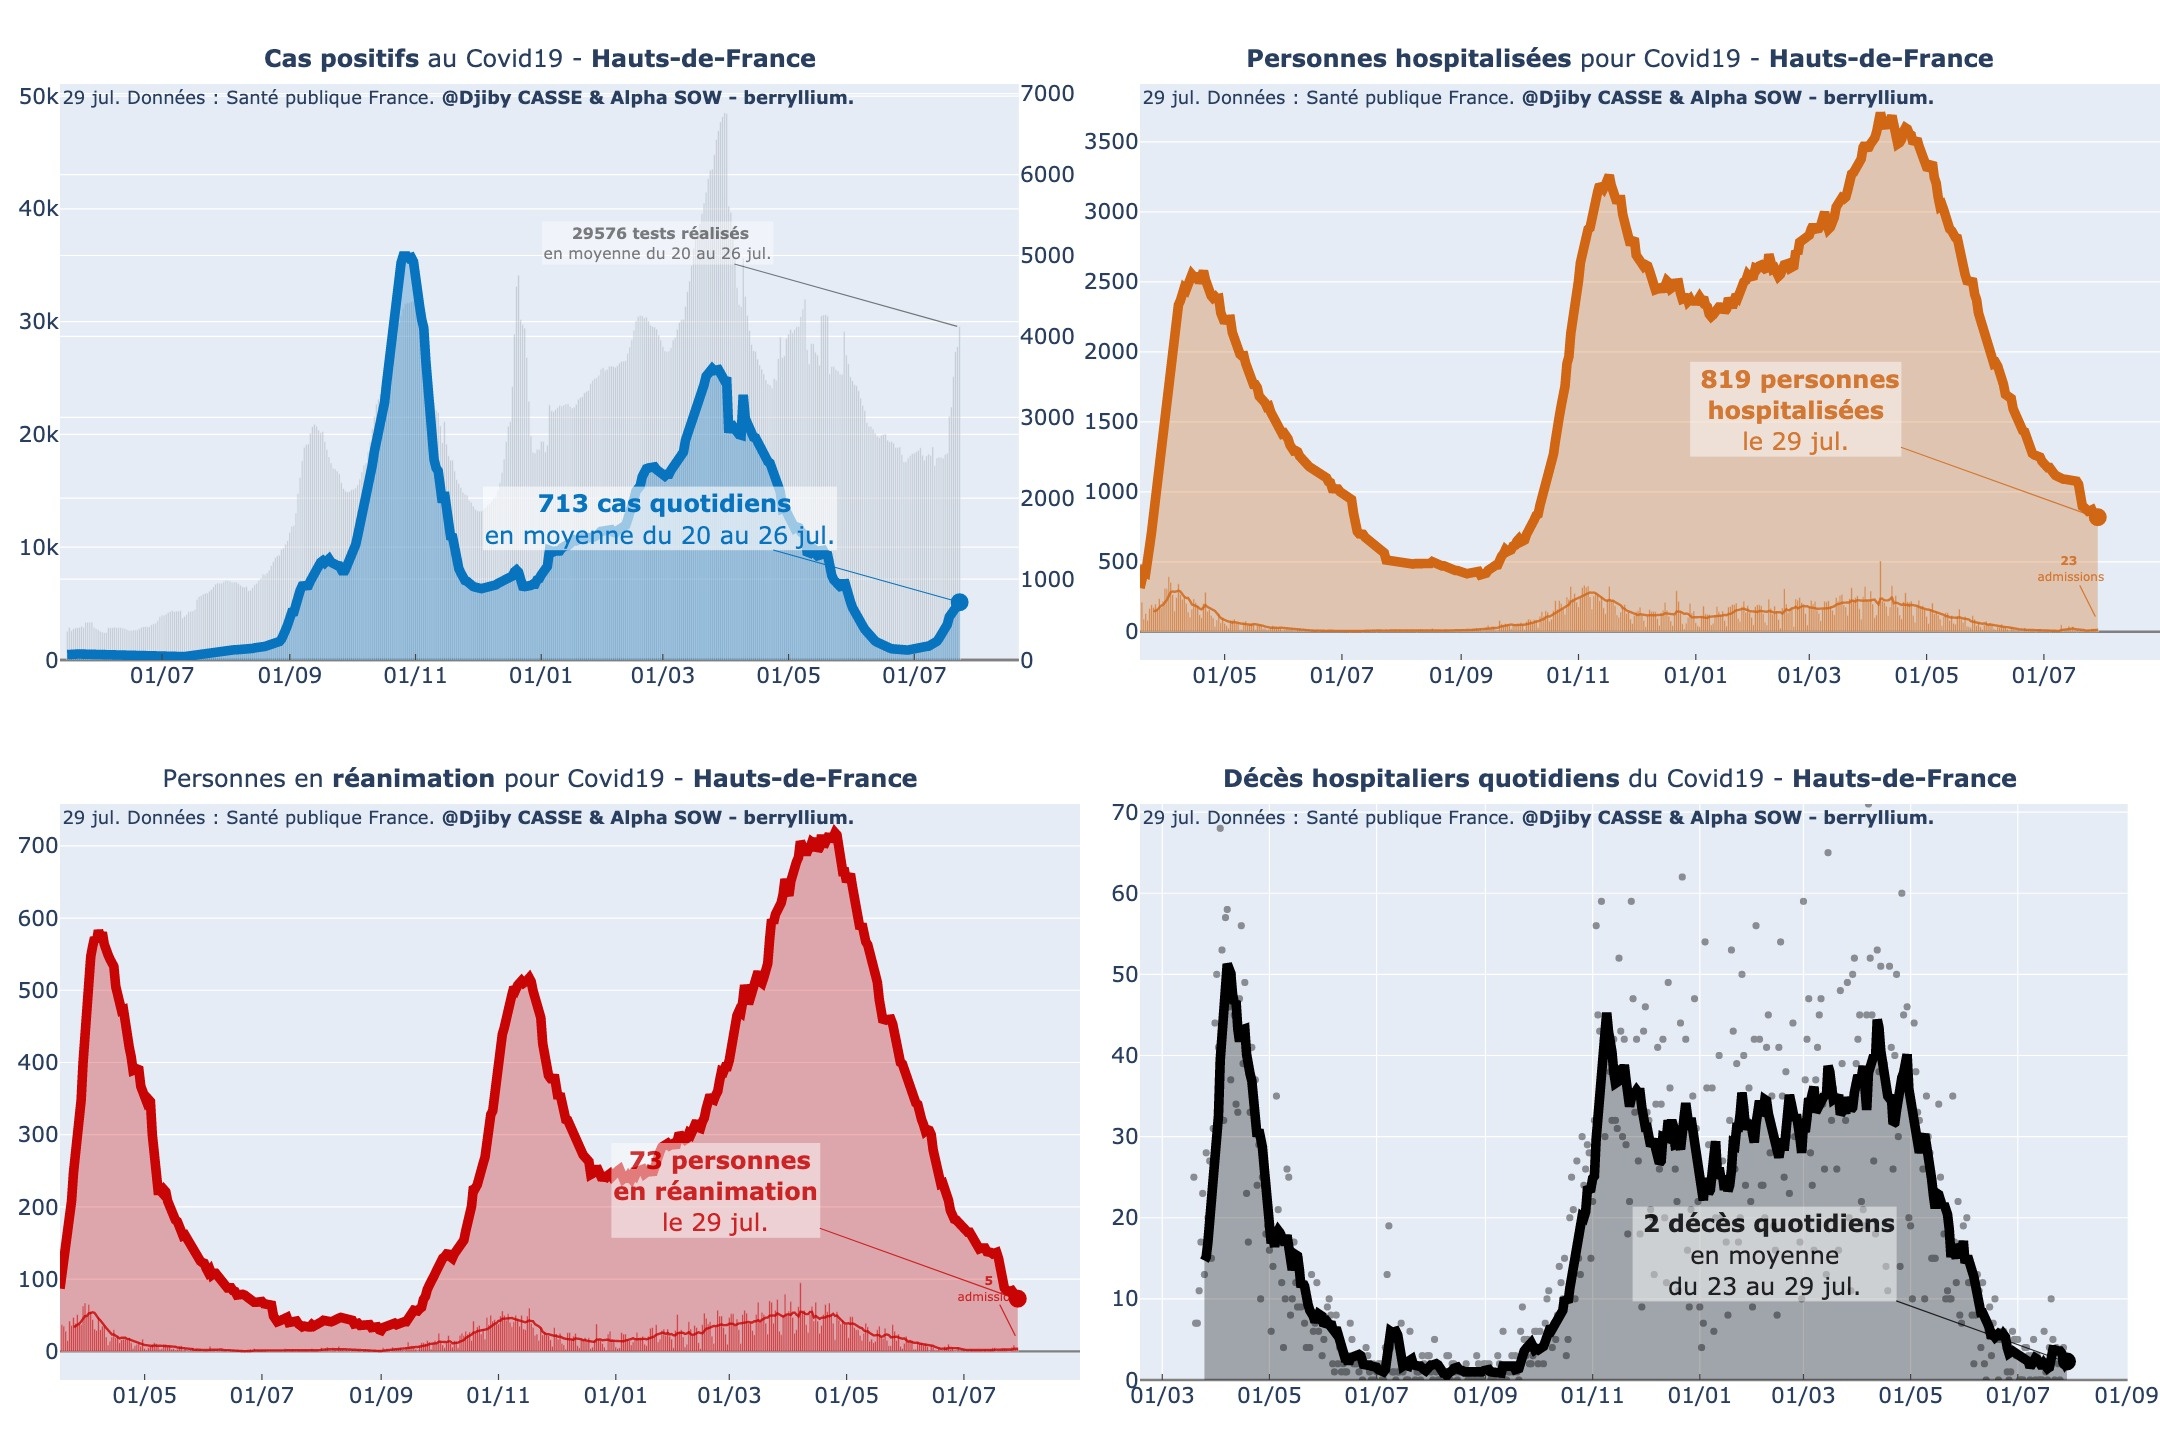 Cas positifs au Covid19 - Hauts-de-France
29 jul. Données : Santé publique France. @Djiby CASSE & Alpha SOW - berryllium.
50k
40k
30k
20k
10k
0
7000
6000
5000
4000
3000
2000
1000
0
29576 tests réalisés
en moyenne du 20 au 26 jul.
713 cas quotidiens
en moyenne du 20 au 26 jul.
01/07 01/09 01/11 01/01 01/03 01/05 01/07
Personnes hospitalisées pour Covid19 - Hauts-de-France
29 jul. Données : Santé publique France. @Djiby CASSE & Alpha SOW - berryllium.
3500
3000
2500
2000
1500
1000
500
0
819 personnes
hospitalisées
le 29 jul.
23
admissions
01/05 01/07 01/09 01/11 01/01 01/03 01/05 01/07
Personnes en réanimation pour Covid19 - Hauts-de-France
29 jul. Données : Santé publique France. @Djiby CASSE & Alpha SOW - berryllium.
700
600
500
400
300
200
100
0
73 personnes
en réanimation
le 29 jul.
5
01/05 01/07 01/09 01/11 01/01 01/03 01/05 01/07
Décès hospitaliers quotidiens du Covid19 - Hauts-de-France
29 jul. Données : Santé publique France. @Djiby CASSE & Alpha SOW - berryllium.
70
60
50
40
30
20
10
0
2 décès quotidiens
en moyenne
du 23 au 29 jul.
01/03 01/05 01/07 01/09 01/11 01/01 01/03 01/05 01/07 01/09